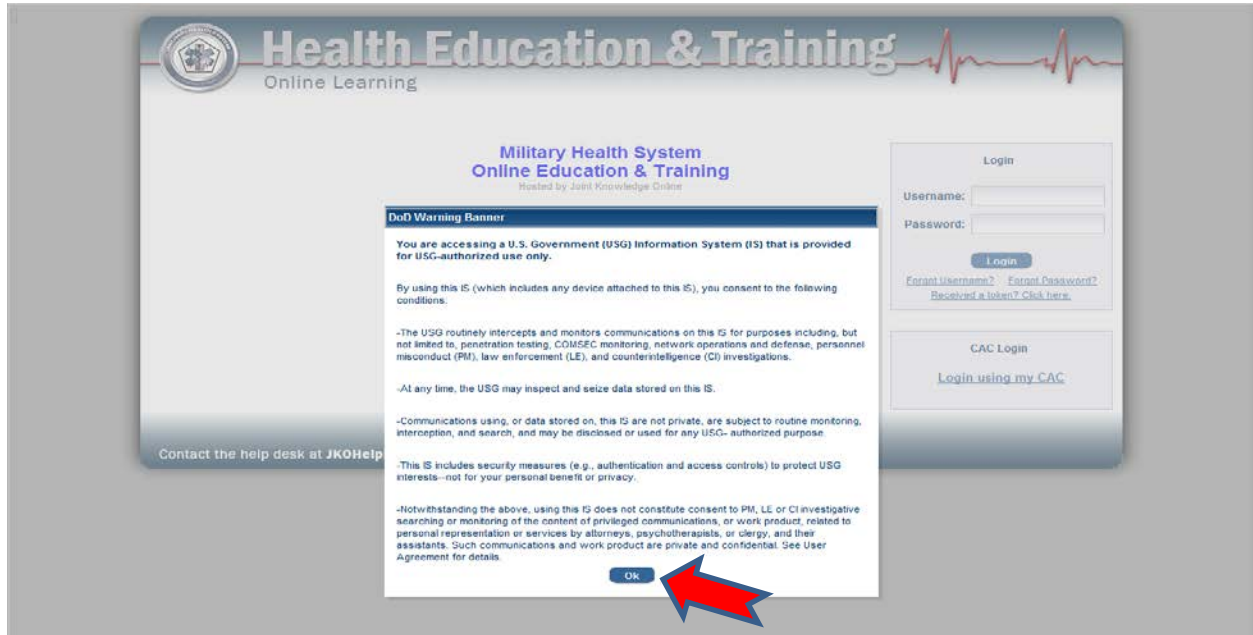 Health Education & Training
Online Learning
Military Health System
Online Education & Training
Hosted by Joint Knowledge Online
Login
Username:
Password:
Login
Forgot Username? Forgot Password?
Received a token? Click here.
CAC Login
Login using my CAC
Contact the help desk at JKOHelp
DoD Warning Banner
You are accessing a U.S. Government (USG) Information System (IS) that is provided
for USG-authorized use only.
By using this IS (which includes any device attached to this IS), you consent to the following
conditions.
-The USG routinely intercepts and monitors communications on this IS for purposes including, but
not limited to, penetration testing, COMSEC monitoring, network operations and defense, personnel
misconduct (PM), law enforcement (LE), and counterintelligence (CI) investigations.
-At any time, the USG may inspect and seize data stored on this IS.
-Communications using, or data stored on, this IS are not private, are subject to routine monitoring,
interception, and search, and may be disclosed or used for any USG- authorized purpose.
-This IS includes security measures (e.g., authentication and access controls) to protect USG
interests--not for your personal benefit or privacy.
-Notwithstanding the above, using this IS does not constitute consent to PM, LE or CI investigative
searching or monitoring of the content of privileged communications, or work product, related to
personal representation or services by attorneys, psychotherapists, or clergy, and their
assistants. Such communications and work product are private and confidential. See User
Agreement for details.
Ok